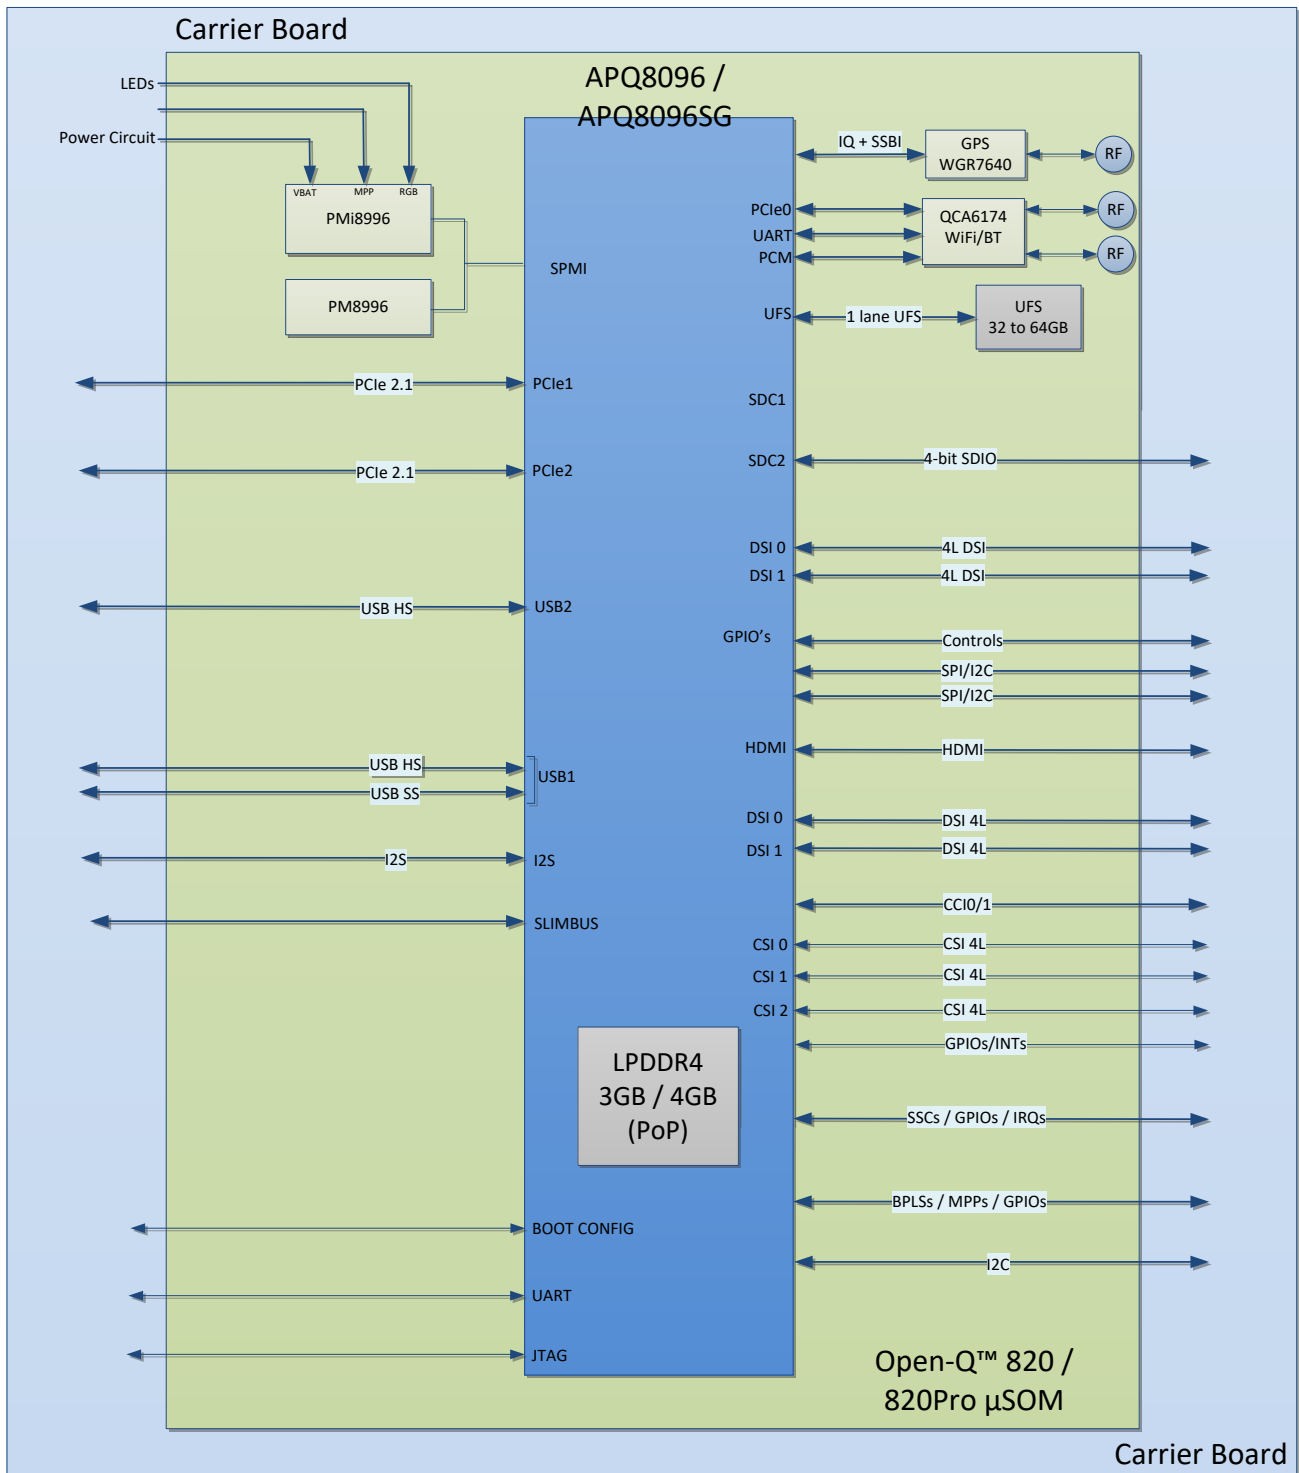 Carrier Board
APQ8096 /
APQ8096SG
LEDs
Power Circuit
VBAT
MPP
RGB
PMi8996
PM8996
SPMI
IQ + SSBI
GPS
WGR7640
RF
PCIe0
UART
PCM
QCA6174
WiFi/BT
RF
RF
UFS
1 lane UFS
UFS
32 to 64GB
PCIe 2.1
PCIe1
SDC1
PCIe 2.1
PCIe2
SDC2
4-bit SDIO
DSI 0
4L DSI
DSI 1
4L DSI
USB HS
USB2
GPIO’s
Controls
SPI/I2C
SPI/I2C
HDMI
HDMI
USB HS
USB SS
USB1
DSI 0
DSI 4L
DSI 1
DSI 4L
I2S
I2S
SLIMBUS
CCI0/1
CSI 0
CSI 4L
CSI 1
CSI 4L
CSI 2
CSI 4L
GPIOs/INTs
LPDDR4
3GB / 4GB
(PoP)
SSCs / GPIOs / IRQs
BPLSs / MPPs / GPIOs
BOOT CONFIG
I2C
UART
JTAG
Open-Q™ 820 /
820Pro µSOM
Carrier Board